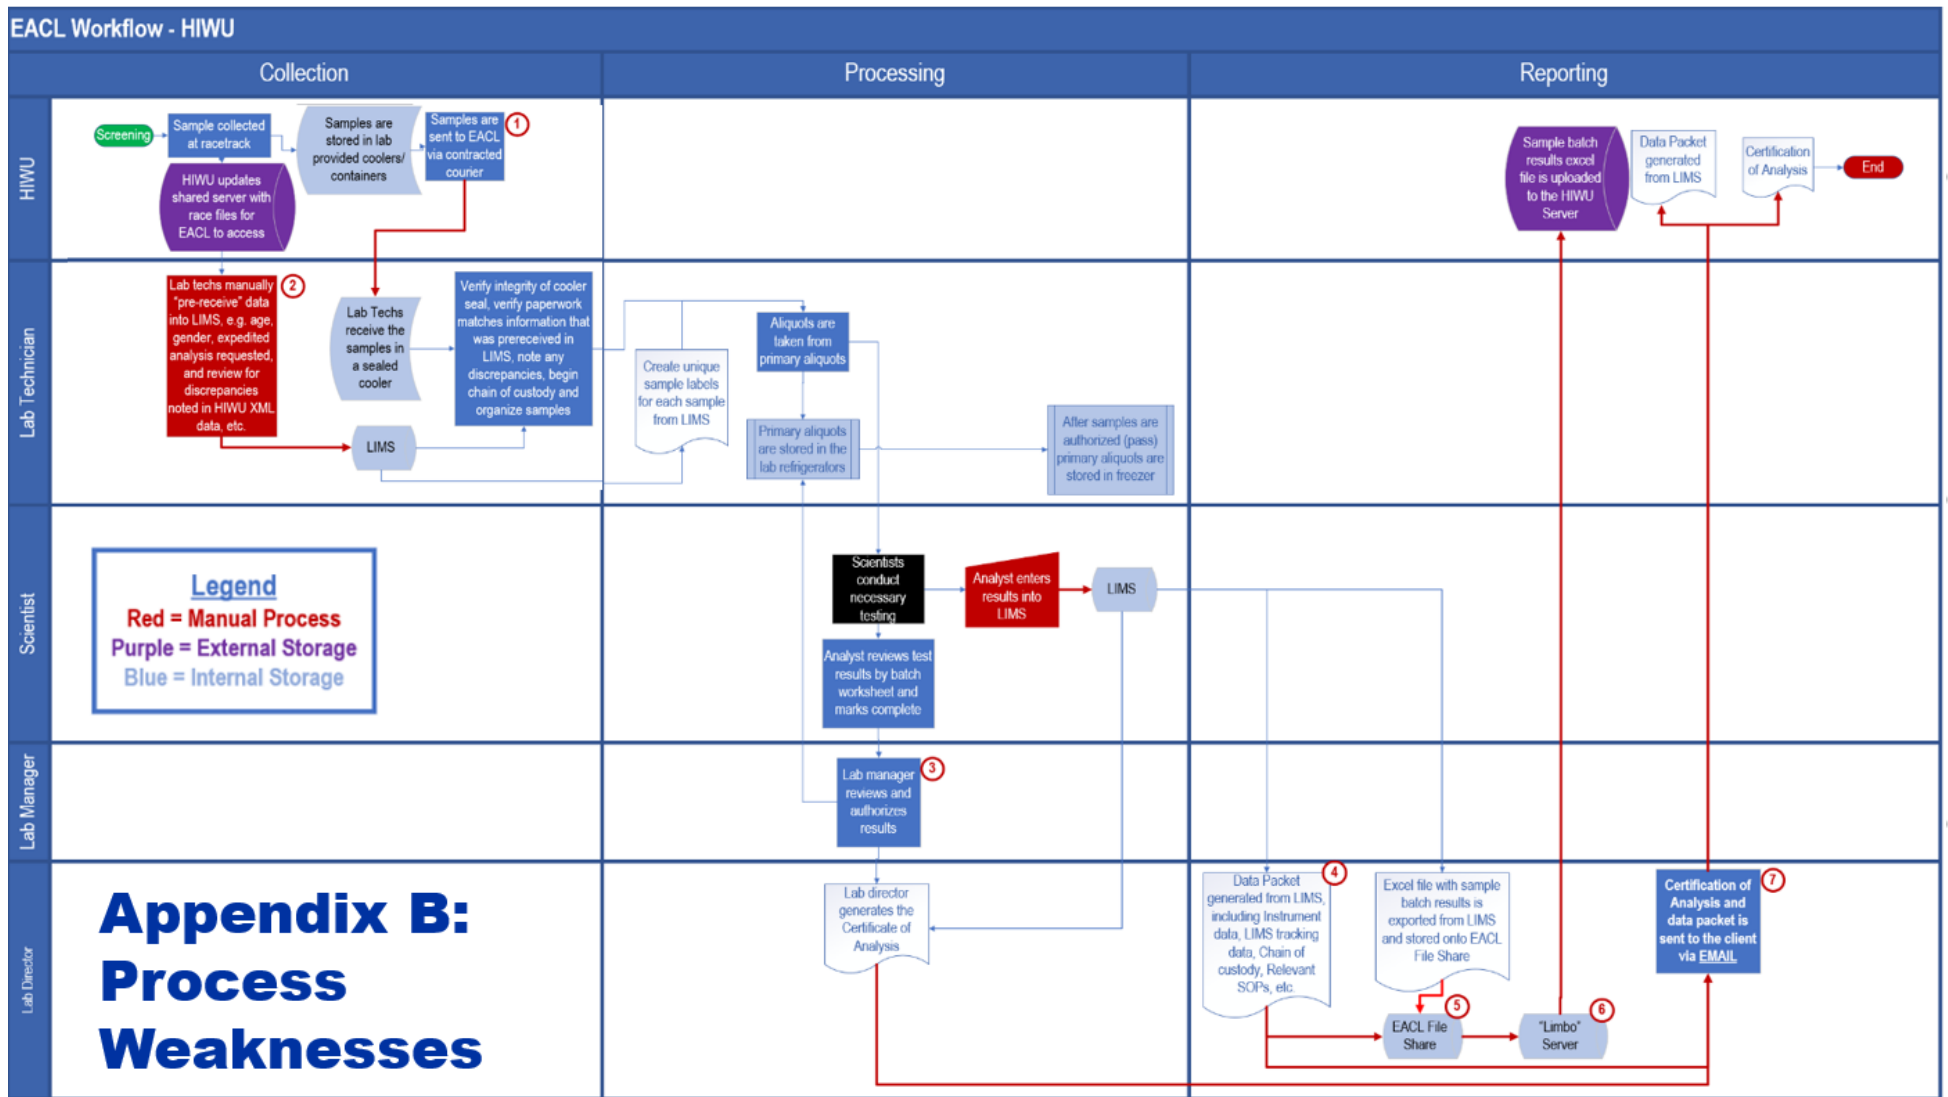 EACL Workflow - HIWU
Collection
Processing
Reporting
HIWU
Screening
Sample collected
at racetrack
Samples are
stored in lab
provided coolers/
containers
Samples are
sent to EACL
via contracted
courier
1
HIWU updates
shared server with
race files for
EACL to access
Sample batch
results excel
file is uploaded
to the HIWU
Server
Data Packet
generated
from LIMS
Certification
of Analysis
End
Lab Technician
Lab techs manually
"pre-receive" data
into LIMS, e.g. age,
gender, expedited
analysis requested,
and review for
discrepancies
noted in HIWU XML
data, etc.
2
Lab Techs
receive the
samples in
a sealed
cooler
LIMS
Verify integrity of cooler
seal, verify paperwork
matches information that
was prereceived in
LIMS, note any
discrepancies, begin
chain of custody and
organize samples
Create unique
sample labels
for each sample
from LIMS
Aliquots are
taken from
primary aliquots
Primary aliquots
are stored in the
lab refrigerators
After samples are
authorized (pass)
primary aliquots are
stored in freezer
Scientist
Legend
Red = Manual Process
Purple = External Storage
Blue = Internal Storage
Scientists
conduct
necessary
testing
Analyst enters
results into
LIMS
LIMS
Analyst reviews test
results by batch
worksheet and
marks complete
Lab Manager
Lab manager
reviews and
authorizes
results
3
Lab Director
Appendix B:
Process
Weaknesses
Lab director
generates the
Certificate of
Analysis
Data Packet
generated from LIMS,
including Instrument
data, LIMS tracking
data, Chain of
custody, Relevant
SOPs, etc.
4
Excel file with sample
batch results is
exported from LIMS
and stored onto EACL
File Share
EACL File
Share
5
"Limbo"
Server
6
Certification of
Analysis and
data packet is
sent to the client
via EMAIL
7